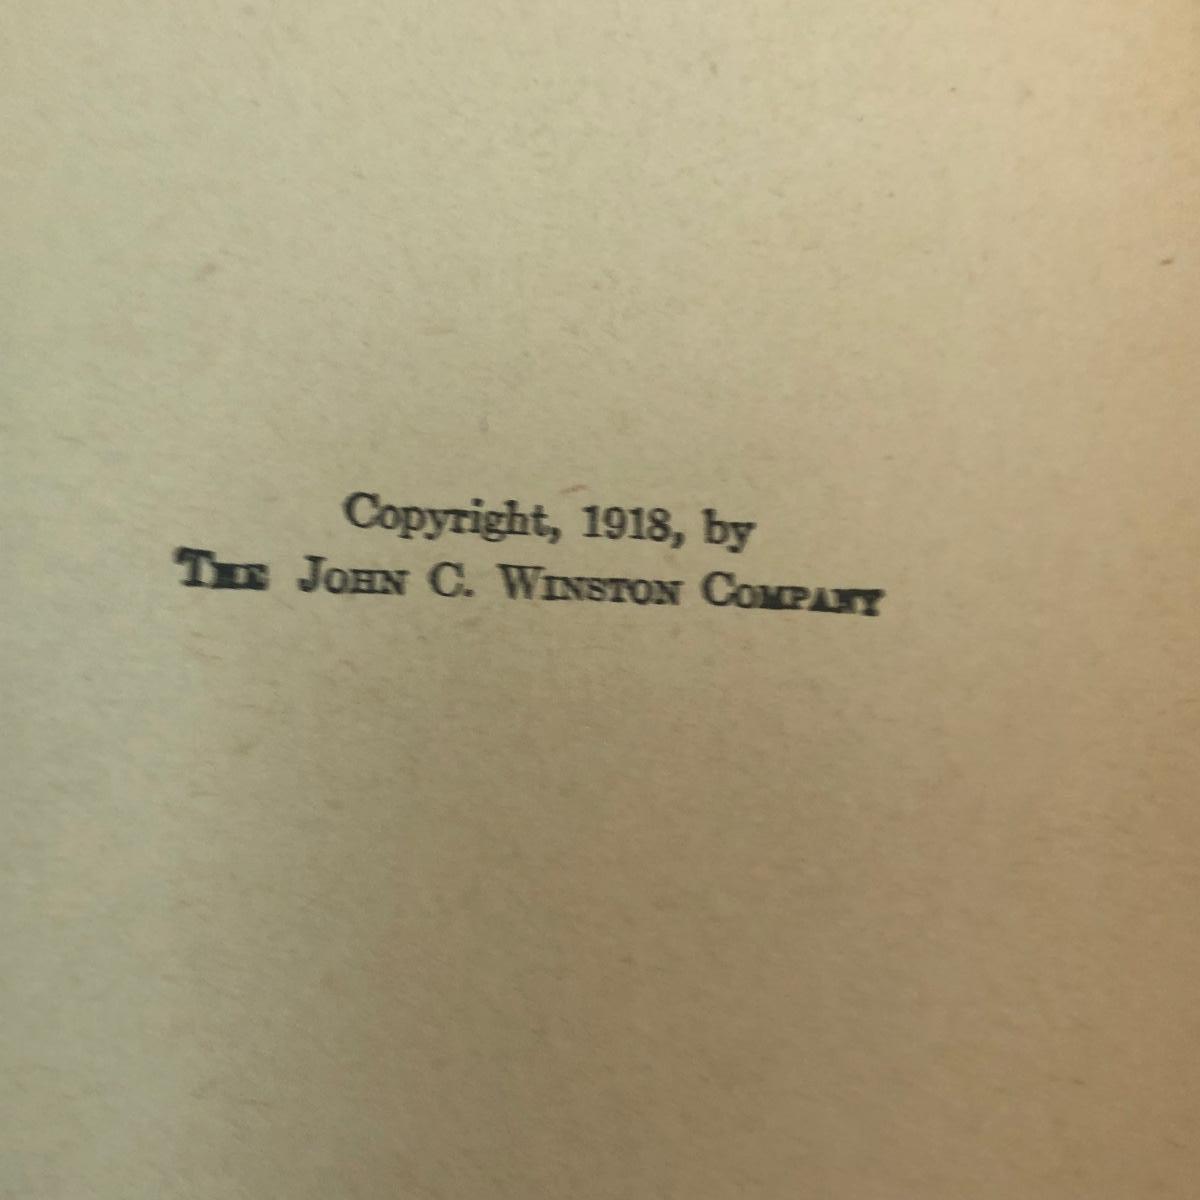 Copyright, 1918, by
THE JOHN C. WINSTON COMPANY